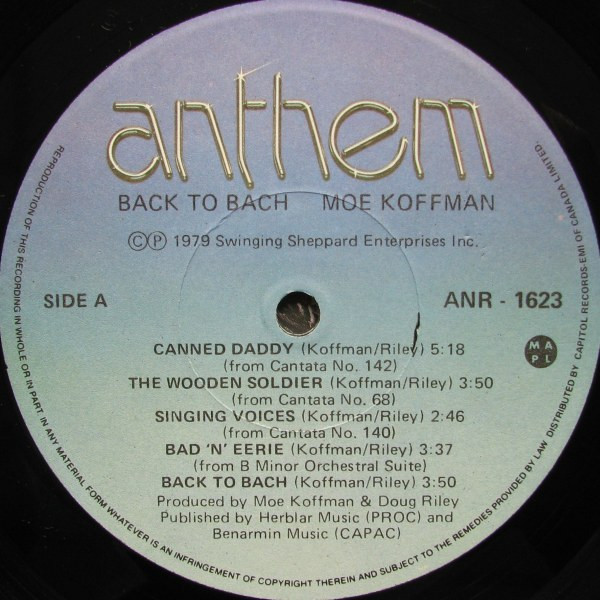 anthem
BACK TO BACH MOE KOFFMAN
ⒸⓅ 1979 Swinging Sheppard Enterprises Inc.
SIDE A
ANR - 1623
MAPL
CANNED DADDY (Koffman/Riley) 5:18
(from Cantata No. 142)
THE WOODEN SOLDIER (Koffman/Riley) 3:50
(from Cantata No. 68)
SINGING VOICES (Koffman/Riley) 2:46
(from Cantata No. 140)
BAD 'N' EERIE (Koffman/Riley) 3:37
(from B Minor Orchestral Suite)
BACK TO BACH (Koffman/Riley) 3:50
Produced by Moe Koffman & Doug Riley
Published by Herblar Music (PROC) and
Benarmin Music (CAPAC)
REPRODUCTION OF THIS RECORDING IN WHOLE OR IN PART IN ANY MATERIAL FORM WHATEVER IS AN INFRINGEMENT OF COPYRIGHT THEREIN AND SUBJECT TO THE REMEDIES PROVIDED BY LAW DISTRIBUTED BY CAPITOL RECORDS-EMI OF CANADA LIMITED.